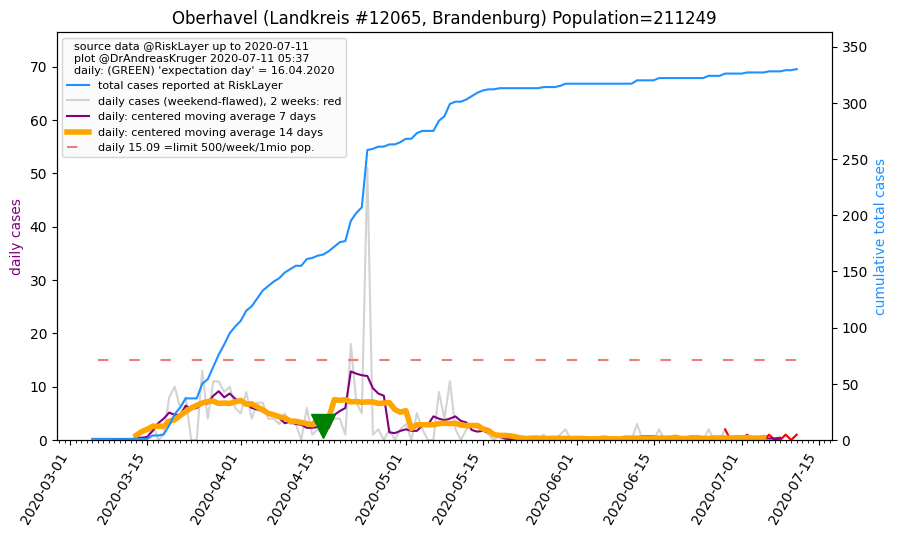 Oberhavel (Landkreis #12065, Brandenburg) Population=211249
source data @RiskLayer up to 2020-07-11
plot @DrAndreasKruger 2020-07-11 05:37
daily: (GREEN) 'expectation day' = 16.04.2020
total cases reported at RiskLayer
daily cases (weekend-flawed), 2 weeks: red
daily: centered moving average 7 days
daily: centered moving average 14 days
daily 15.09 =limit 500/week/1mio pop.
daily cases
70
60
50
40
30
20
10
0
350
300
250
200
150
100
50
0
cumulative total cases
2020-03-01
2020-03-15
2020-04-01
2020-04-15
2020-05-01
2020-05-15
2020-06-01
2020-06-15
2020-07-01
2020-07-15